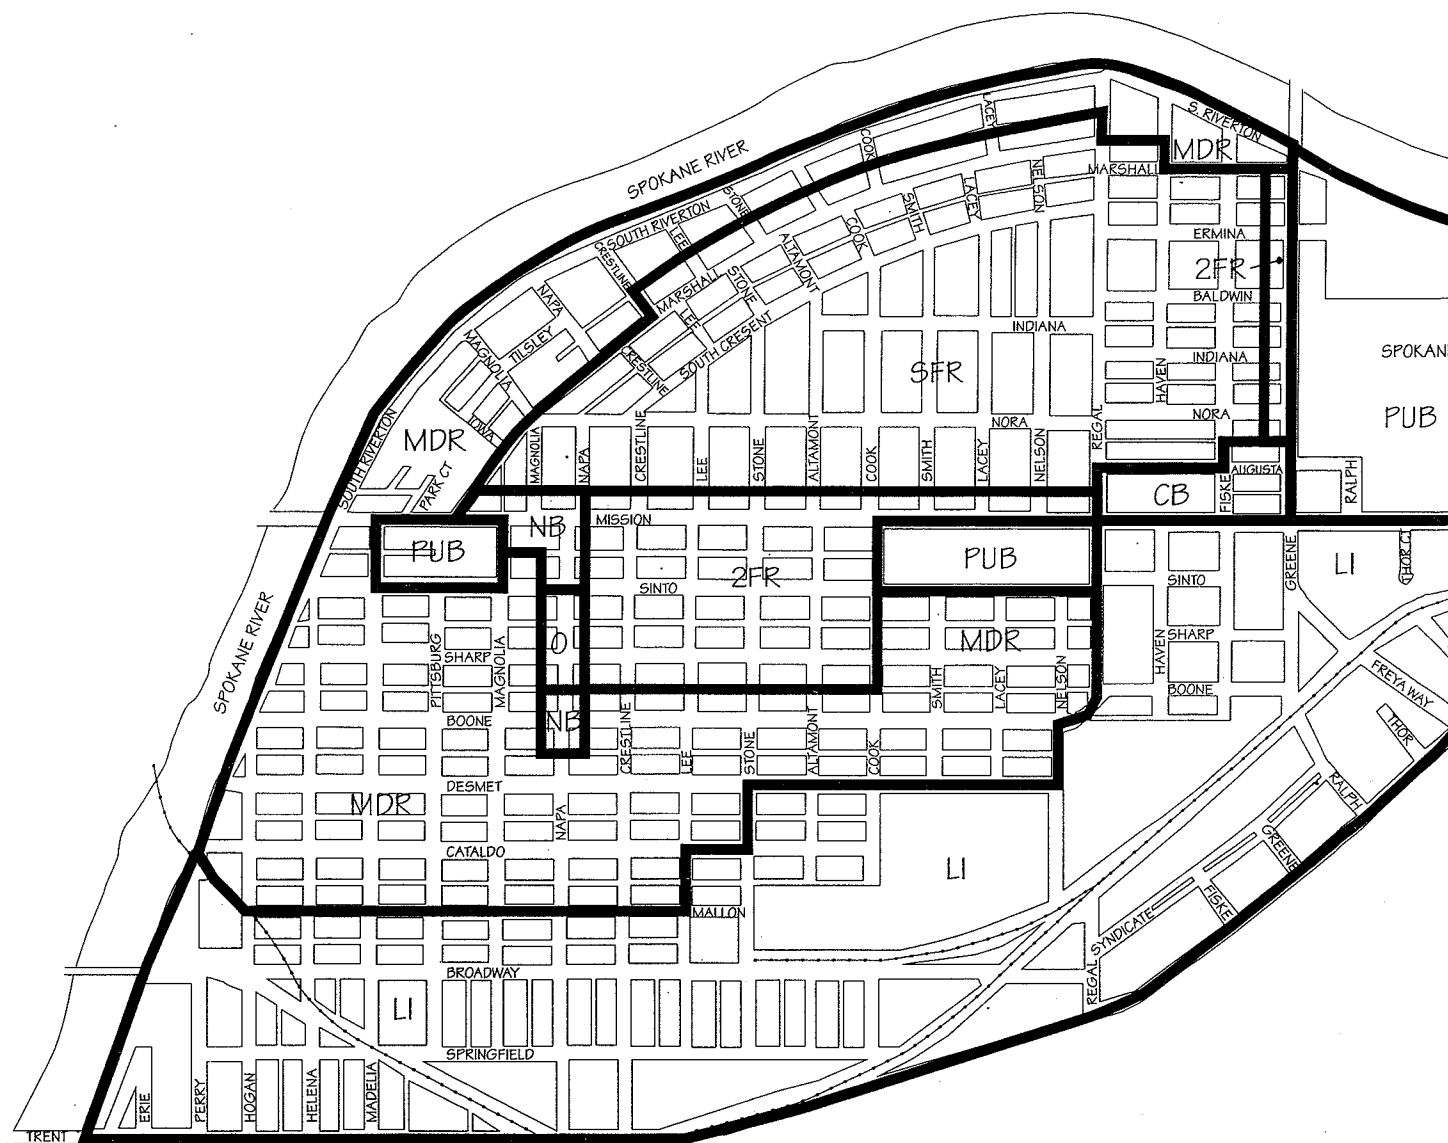 LACEY
S. RIVERTON
COOK
MDR
SPOKANE RIVER
MARSHALL
NELSON
LACEY
SMITH
STONE
SOUTH RIVERTON
LEE
COOK
ALTAMONT
ERMINA
CRESTLINE
2FR
MARSHALL
STONE
NAPA
BALDWIN
LEE
INDIANA
MAGNOLIA
TILSLEY
SOUTH CRESENT
CRESTLINE
SPOKAN
INDIANA
HAVEN
SFR
IOWA
NORA
NORA
PUB
REGAL
MDR
SOUTH RIVERTON
PARK CT
MAGNOLIA
NAPA
CRESTLINE
LEE
STONE
ALTAMONT
COOK
SMITH
LACEY
NELSON
AUGUSTA
FISKE
RALPH
CB
NB
MISSION
PUB
2FR
PUB
GREENE
LI
THOR CT
SINTO
SINTO
SPOKANE RIVER
O
MDR
HAVEN
SHARP
PITTSBURG
SHARP
MAGNOLIA
SMITH
LACEY
NELSON
FREYA WAY
BOONE
NB
BOONE
CRESTLINE
LEE
STONE
ALTAMONT
COOK
THOR
DESMET
RALPH
MDR
NAPA
GREENE
CATALDO
LI
FISKE
MALLON
SYNDICATE
BROADWAY
REGAL
LI
SPRINGFIELD
ERIE
PERRY
HOGAN
HELENA
MADELIA
TRENT